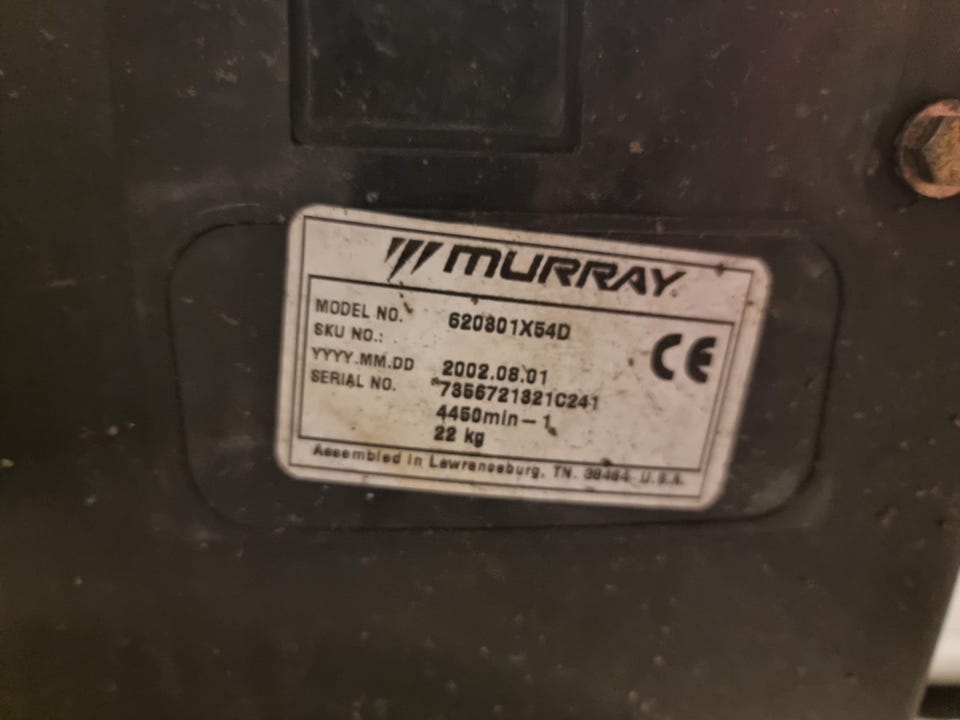 MURRAY
MODEL NO. 620301X54D
SKU NO.:
YYYY.MM.DD 2002.08.01
SERIAL NO. 7356721321C241
4450min-1
22 kg
CE
Assembled in Lawrenceburg, TN. 38464 U.S.A.